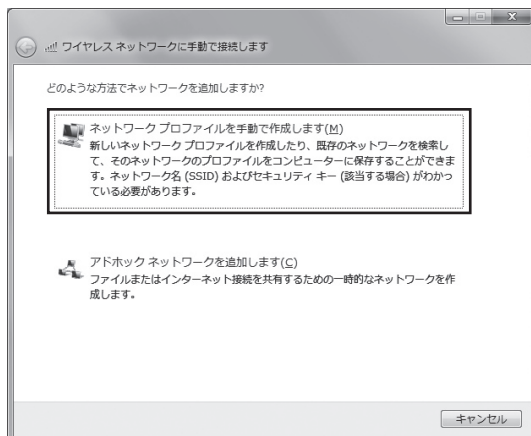 ワイヤレス ネットワークに手動で接続します
どのような方法でネットワークを追加しますか?
ネットワーク プロファイルを手動で作成します(M)
新しいネットワーク プロファイルを作成したり、既存のネットワークを検索し
て、そのネットワークのプロファイルをコンピューターに保存することができま
す。ネットワーク名 (SSID) およびセキュリティ キー (該当する場合) がわかっ
ている必要があります。
アドホック ネットワークを追加します(C)
ファイルまたはインターネット接続を共有するための一時的なネットワークを作
成します。
キャンセル